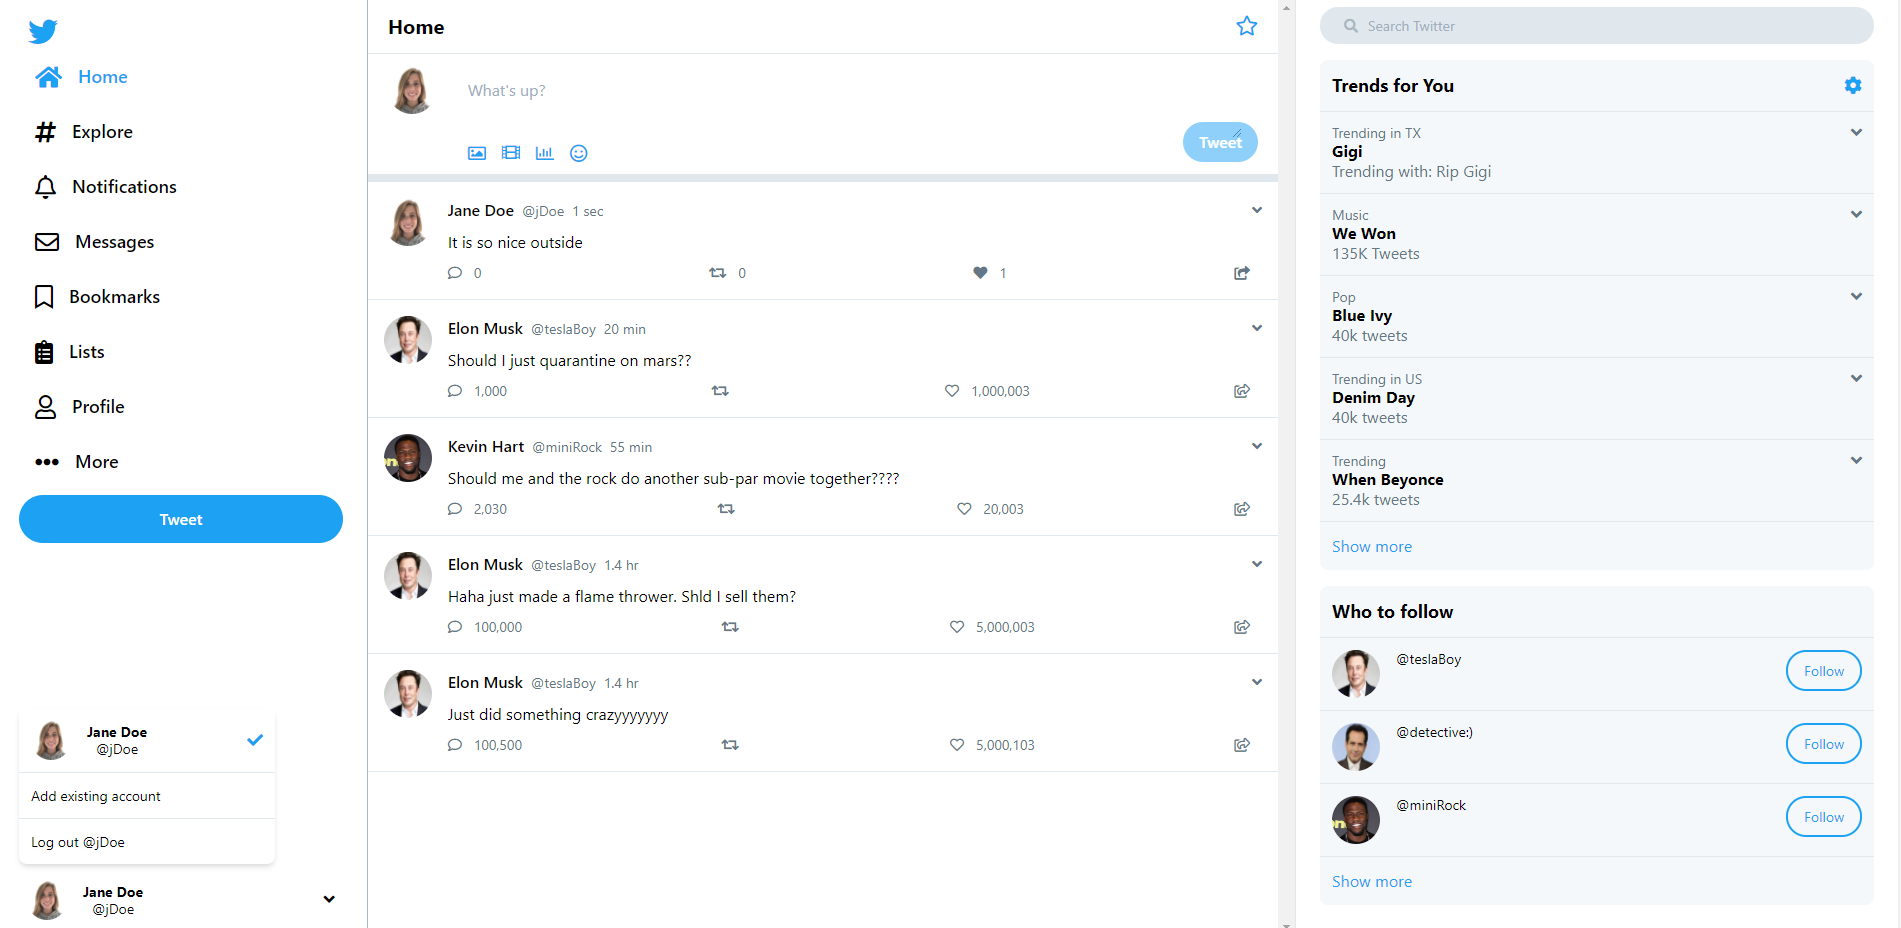 Home
Explore
Notifications
Messages
Bookmarks
Lists
Profile
More
Tweet
Jane Doe
@jDoe
Add existing account
Log out @jDoe
Jane Doe
@jDoe
Home
What's up?
Tweet
Jane Doe @jDoe 1 sec
It is so nice outside
0 0 1
Elon Musk @teslaBoy 20 min
Should I just quarantine on mars??
1,000 1,000,003
Kevin Hart @miniRock 55 min
Should me and the rock do another sub-par movie together????
2,030 20,003
Elon Musk @teslaBoy 1.4 hr
Haha just made a flame thrower. Shld I sell them?
100,000 5,000,003
Elon Musk @teslaBoy 1.4 hr
Just did something crazyyyyyyy
100,500 5,000,103
Search Twitter
Trends for You
Trending in TX
Gigi
Trending with: Rip Gigi
Music
We Won
135K Tweets
Pop
Blue Ivy
40k tweets
Trending in US
Denim Day
40k tweets
Trending
When Beyonce
25.4k tweets
Show more
Who to follow
@teslaBoy Follow
@detective:) Follow
@miniRock Follow
Show more